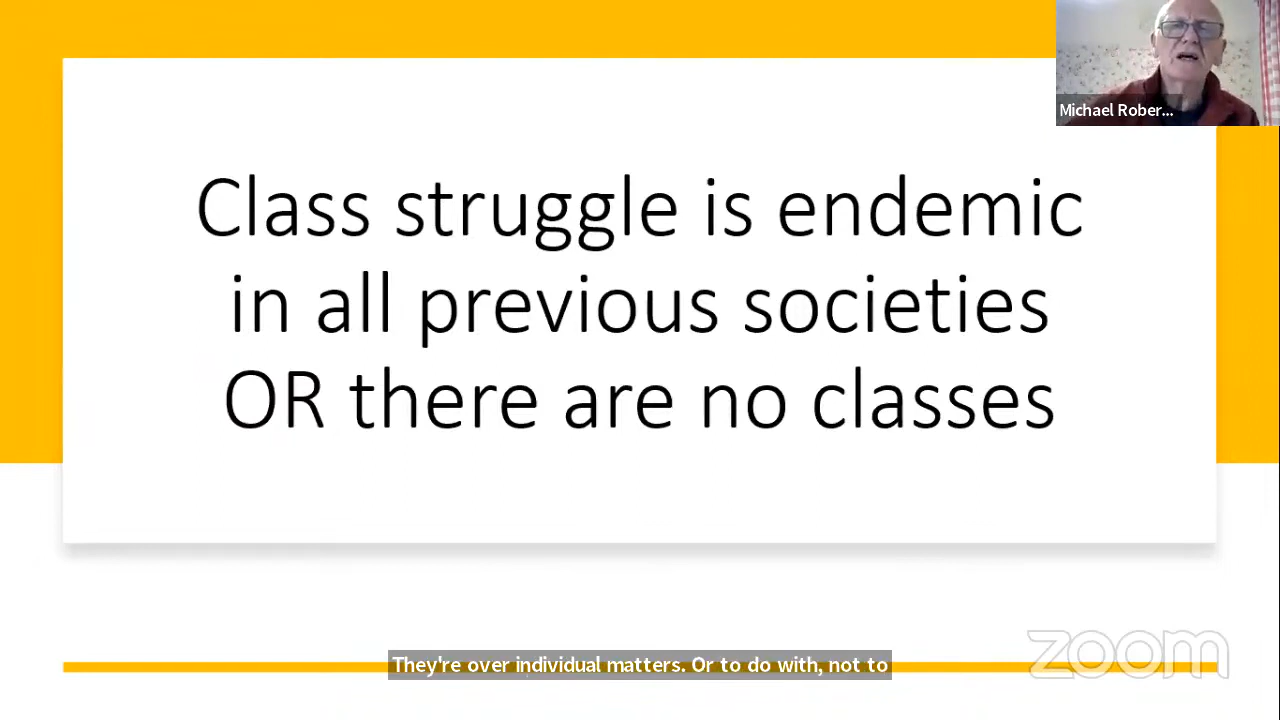 Michael Rober...
Class struggle is endemic
in all previous societies
OR there are no classes
They're over individual matters. Or to do with, not to
zoom